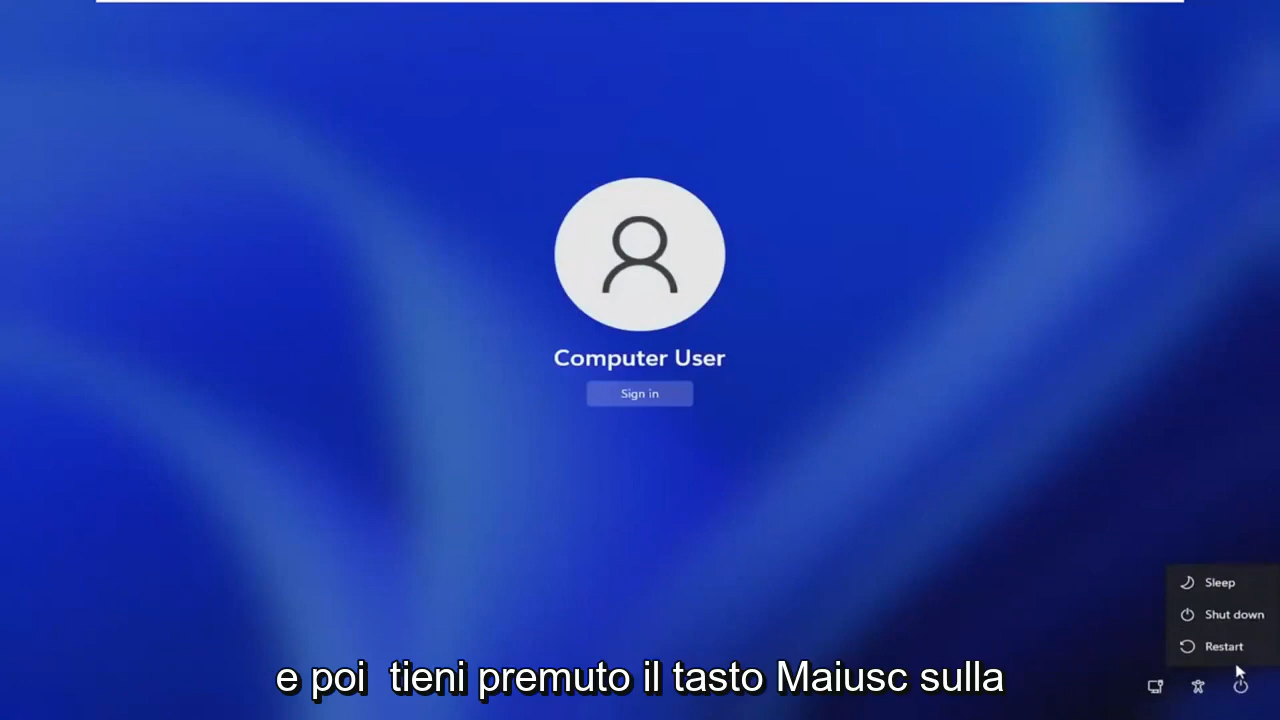 Computer User
Sign in
Sleep
Shut down
Restart
e poi tieni premuto il tasto Maiusc sulla